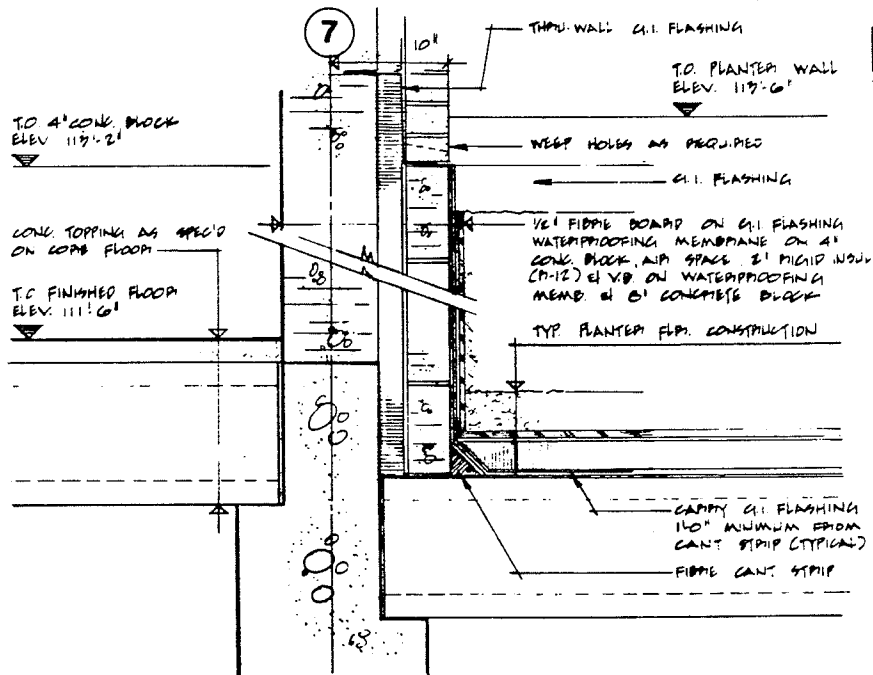 7
10"
THRU-WALL G.I. FLASHING
T.O. PLANTER WALL
ELEV. 113'-6"
T.O. 4" CONC. BLOCK
ELEV. 113'-2"
WEEP HOLES AS REQUIRED
G.I. FLASHING
CONC. TOPPING AS SPEC'D
ON CORE FLOOR
1/2" FIBRE BOARD ON G.I. FLASHING
WATERPROOFING MEMBRANE ON 4"
CONC. BLOCK, AIR SPACE, 2" RIGID INSUL
(R-12) & V.B. ON WATERPROOFING
MEMB. & 8" CONCRETE BLOCK
T.O. FINISHED FLOOR
ELEV. 111'-6"
TYP. PLANTER FLR. CONSTRUCTION
CARRY G.I. FLASHING
1'-0" MINIMUM FROM
CANT STRIP (TYPICAL)
FIBRE CANT STRIP